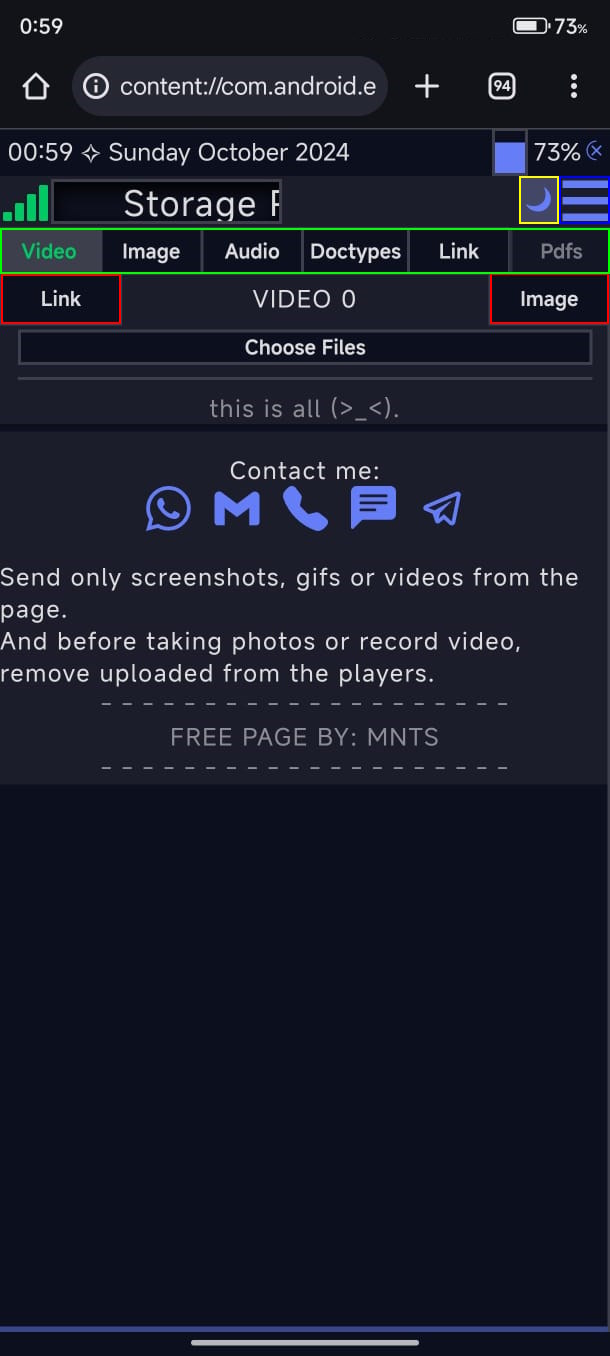 0:59 73%
content://com.android.e 94
00:59 ✧ Sunday October 2024 73%
Storage
Video Image Audio Doctypes Link Pdfs
Link VIDEO 0 Image
Choose Files
this is all (>_<).
Contact me:
Send only screenshots, gifs or videos from the
page.
And before taking photos or record video,
remove uploaded from the players.
- - - - - - - - - - - - - - - - - - - -
FREE PAGE BY: MNTS
- - - - - - - - - - - - - - - - - - - -